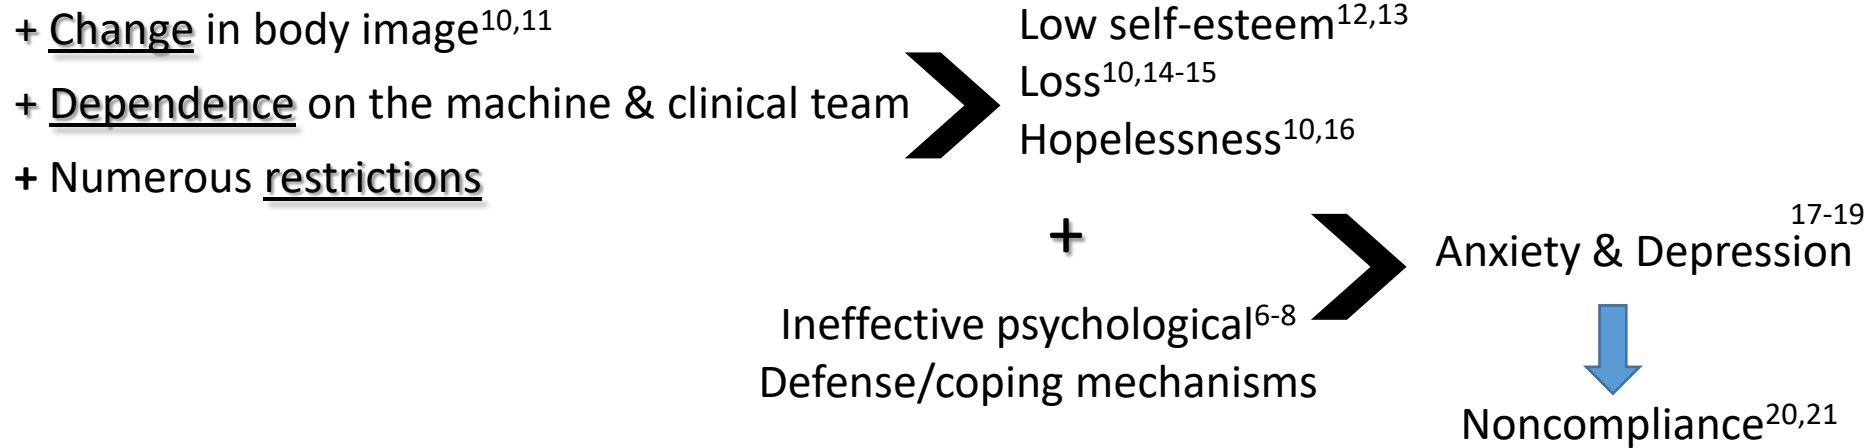 + Change in body image10,11
+ Dependence on the machine & clinical team
+ Numerous restrictions
Low self-esteem12,13
Loss10,14-15
Hopelessness10,16
+
Ineffective psychological6-8
Defense/coping mechanisms
17-19
Anxiety & Depression
Noncompliance20,21